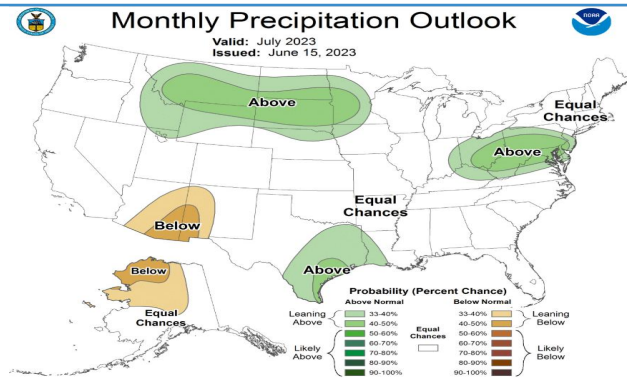 Monthly Precipitation Outlook
Valid: July 2023
Issued: June 15, 2023
NOAA
Above
Equal
Chances
Above
Equal
Chances
Below
Above
Below
Equal
Chances
Probability (Percent Chance)
Above Normal
Below Normal
Leaning
Above
33-40%
40-50%
Likely
Above
50-60%
60-70%
70-80%
80-90%
90-100%
Equal
Chances
33-40%
40-50%
Leaning
Below
50-60%
60-70%
70-80%
80-90%
90-100%
Likely
Below